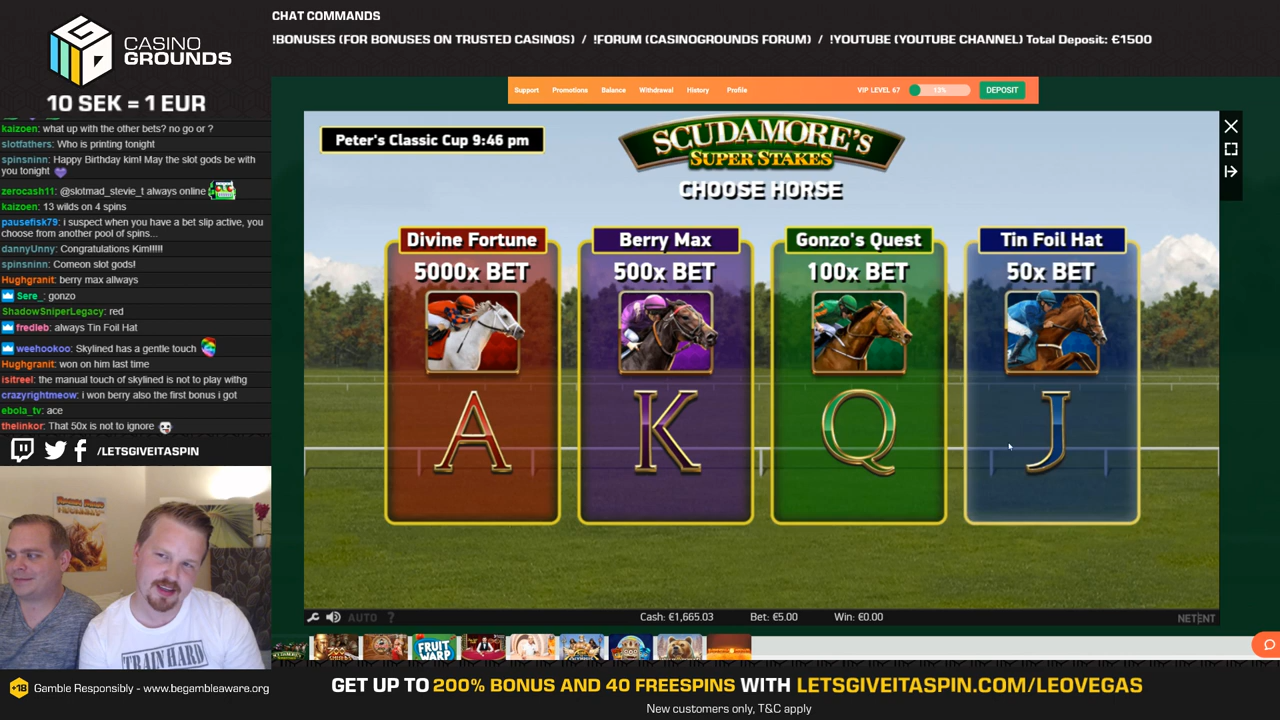 CHAT COMMANDS
!BONUSES (FOR BONUSES ON TRUSTED CASINOS) / !FORUM (CASINOGROUNDS FORUM) / !YOUTUBE (YOUTUBE CHANNEL) Total Deposit: €1500
CASINO
GROUNDS
10 SEK = 1 EUR
Support Promotions Balance Withdrawal History Profile VIP LEVEL 67 13% DEPOSIT
kaizoen: what up with the other bets? no go or ?
slotfathers: Who is printing tonight
spinsninn: Happy Birthday kim! May the slot gods be with
you tonight
zerocash11: @slotmad_stevie_t always online
kaizoen: 13 wilds on 4 spins
pausefisk79: i suspect when you have a bet slip active, you
choose from another pool of spins...
dannyUnny: Congratulations Kim!!!!!
spinsninn: Comeon slot gods!
Hughgranit: berry max allways
Sere_: gonzo
ShadowSniperLegacy: red
fredieb: always Tin Foil Hat
weehookoo: Skylined has a gentle touch
Hughgranit: won on him last time
isitreel: the manual touch of skylined is not to play withg
crazyrightmeow: i won berry also the first bonus i got
ebola_tv: ace
thelinkor: That 50x is not to ignore
/LETSGIVEITASPIN
Peter's Classic Cup 9:46 pm
SCUDAMORE'S
SUPER STAKES
CHOOSE HORSE
Divine Fortune Berry Max Gonzo's Quest Tin Foil Hat
5000x BET 500x BET 100x BET 50x BET
A K Q J
AUTO ? Cash: €1,665.03 Bet: €5.00 Win: €0.00 NETENT
FRUIT
WARP
TRAIN HARD
+18 Gamble Responsibly - www.begambleaware.org
GET UP TO 200% BONUS AND 40 FREESPINS WITH LETSGIVEITASPIN.COM/LEOVEGAS
New customers only, T&C apply